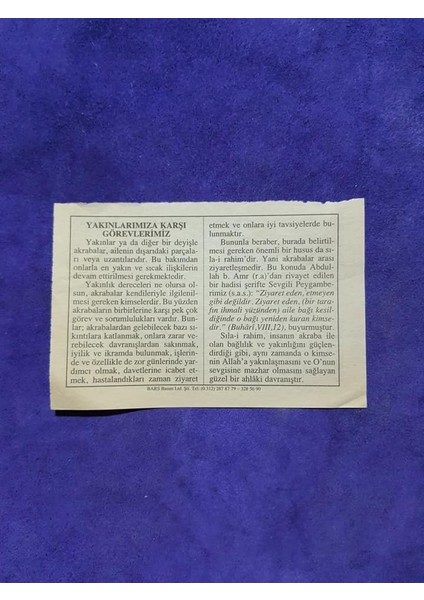 YAKINLARIMIZA KARŞI
GÖREVLERİMİZ
Yakınlar ya da diğer bir deyişle
akrabalar, ailenin dışarıdaki parçala-
rı veya uzantılarıdır. Bu bakımdan
onlarla en yakın ve sıcak ilişkilerin
devam ettirilmesi gerekmektedir.
Yakınlık dereceleri ne olursa ol-
sun, akrabalar kendileriyle ilgilenil-
mesi gereken kimselerdir. Bu yüzden
akrabaların birbirlerine karşı pek çok
görev ve sorumlulukları vardır. Bun-
lar; akrabalardan gelebilecek bazı sı-
kıntılara katlanmak, onlara zarar ve-
rebilecek davranışlardan sakınmak,
iyilik ve ikramda bulunmak, işlerin-
de ve özellikle de zor günlerinde yar-
dımcı olmak, davetlerine icabet et-
mek, hastalandıkları zaman ziyaret
etmek ve onlara iyi tavsiyelerde bu-
lunmaktır.
Bununla beraber, burada belirtil-
mesi gereken önemli bir husus da sı-
la-i rahim'dir. Yani akrabalar arası
ziyaretleşmedir. Bu konuda Abdul-
lah b. Amr (r.a)'dan rivayet edilen
bir hadisi şerifte Sevgili Peygambe-
rimiz (s.a.s.): "Ziyaret eden, etmeyen
gibi değildir. Ziyaret eden, (bir tara-
fın ihmali yüzünden) aile bağı kesil-
diğinde o bağı yeniden kuran kimse-
dir." (Buhârî,VIII,12), buyurmuştur.
Sıla-i rahim, insanın akraba ile
olan bağlılık ve yakınlığını güçlen-
dirdiği gibi, aynı zamanda o kimse-
nin Allah'a yakınlaşmasını ve O'nun
sevgisine mazhar olmasını sağlayan
güzel bir ahlâki davranıştır.